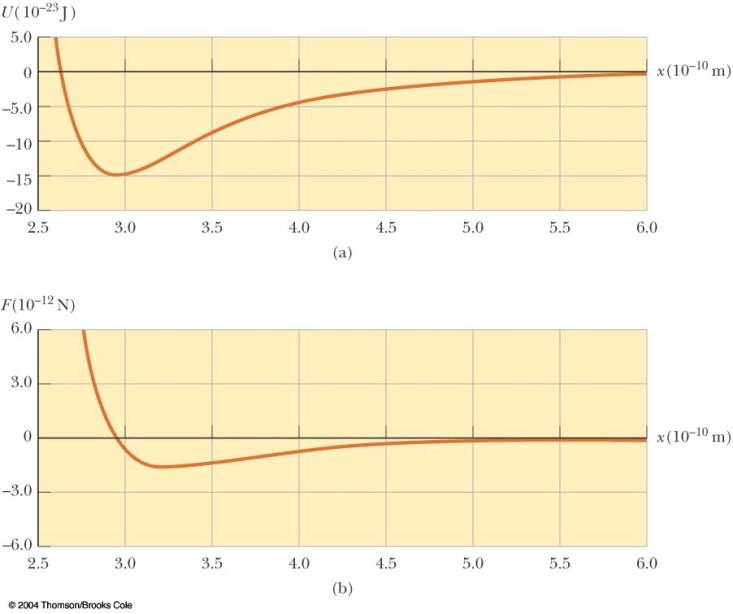 U(10⁻²³ J)
5.0
0
x(10⁻¹⁰ m)
−5.0
−10
−15
−20
2.5 3.0 3.5 4.0 4.5 5.0 5.5 6.0
(a)
F(10⁻¹² N)
6.0
3.0
0
x(10⁻¹⁰ m)
−3.0
−6.0
2.5 3.0 3.5 4.0 4.5 5.0 5.5 6.0
(b)
© 2004 Thomson/Brooks Cole